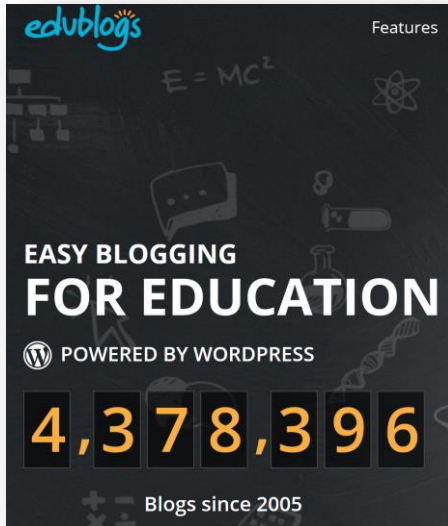 edublogs
Features
E = MC²
EASY BLOGGING
FOR EDUCATION
POWERED BY WORDPRESS
4,378,396
Blogs since 2005